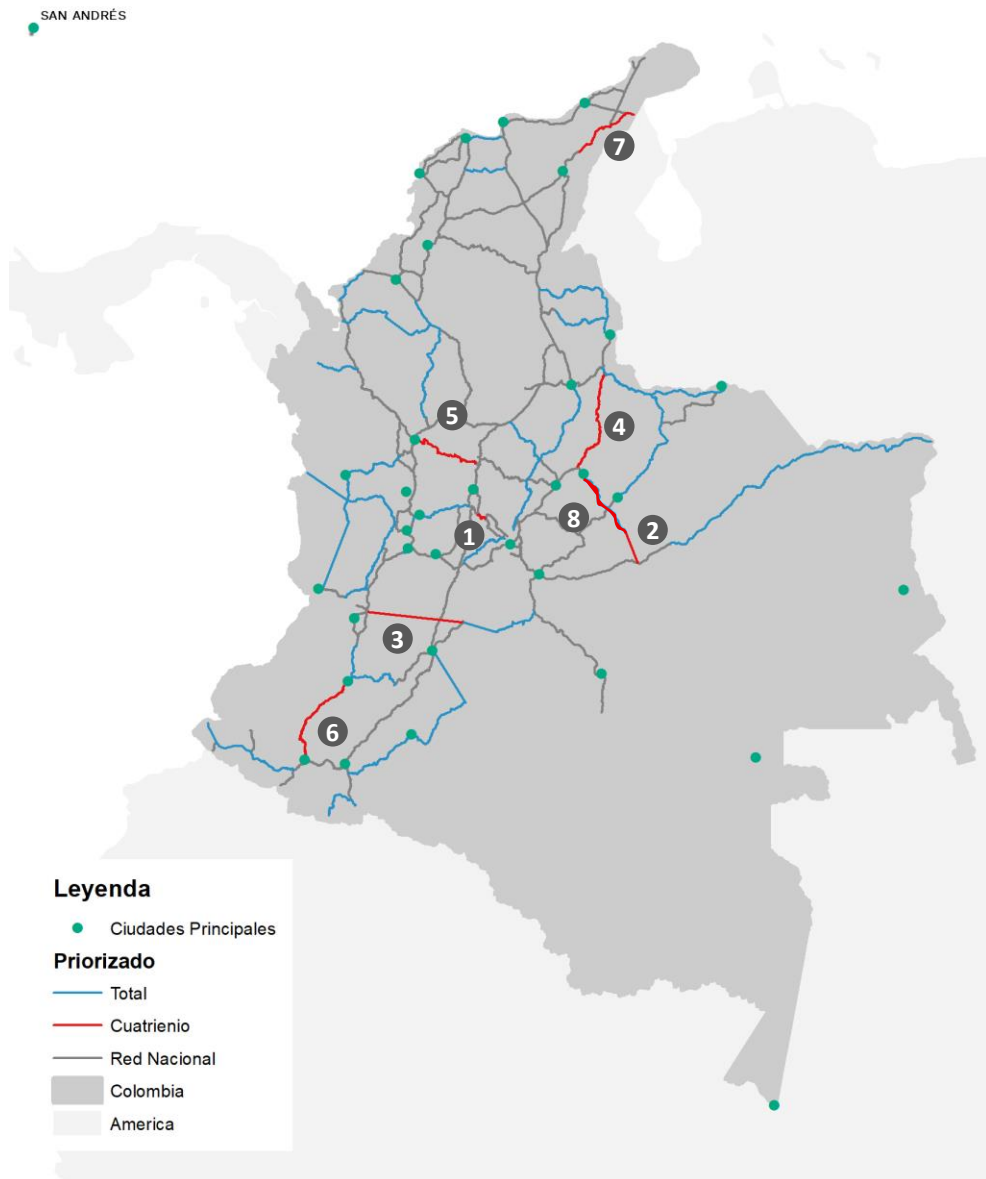 SAN ANDRÉS
7
5
4
8
2
1
3
6
Leyenda
Ciudades Principales
Priorizado
Total
Cuatrienio
Red Nacional
Colombia
America